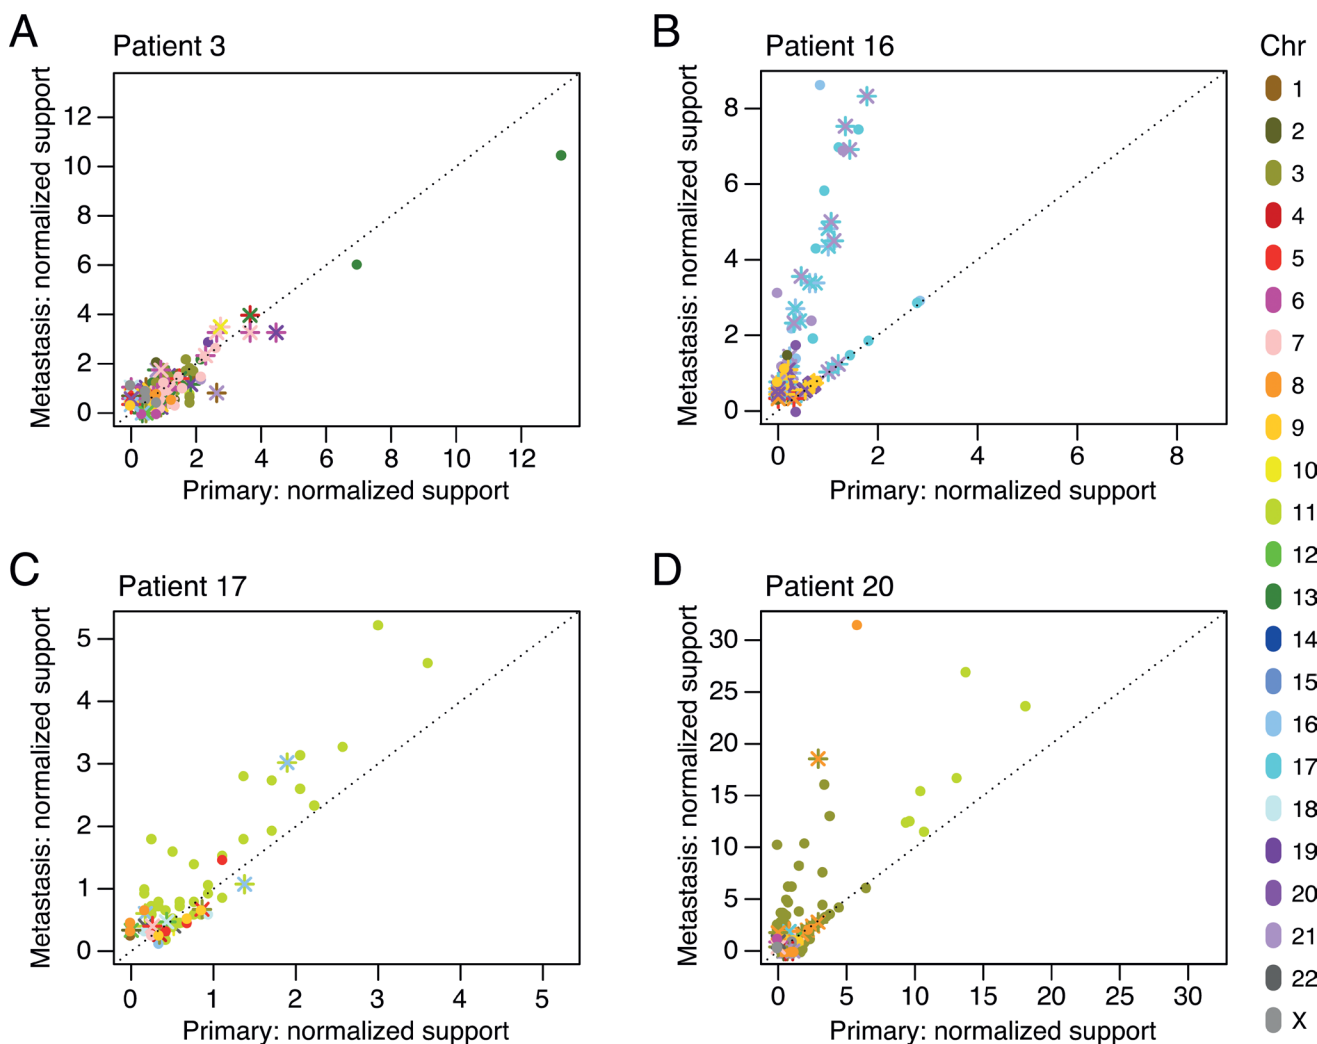 A
Patient 3
Metastasis: normalized support
12
10
8
6
4
2
0
0 2 4 6 8 10 12
Primary: normalized support
B
Patient 16
Metastasis: normalized support
8
6
4
2
0
0 2 4 6 8
Primary: normalized support
C
Patient 17
Metastasis: normalized support
5
4
3
2
1
0
0 1 2 3 4 5
Primary: normalized support
D
Patient 20
Metastasis: normalized support
30
25
20
15
10
5
0
0 5 10 15 20 25 30
Primary: normalized support
Chr
1
2
3
4
5
6
7
8
9
10
11
12
13
14
15
16
17
18
19
20
21
22
X